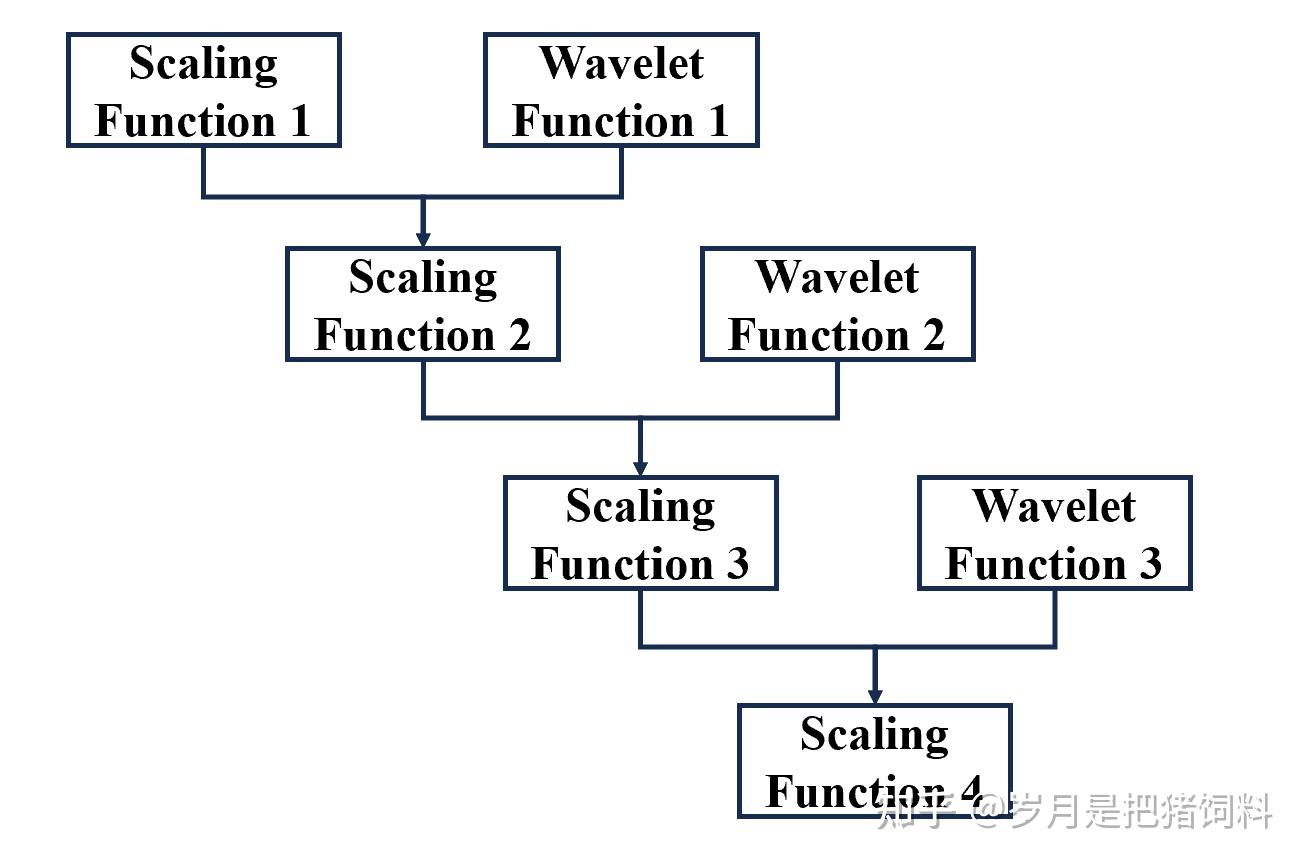 Scaling
Function 1
Wavelet
Function 1
Scaling
Function 2
Wavelet
Function 2
Scaling
Function 3
Wavelet
Function 3
Scaling
Function 4
知乎 @岁月是把猪饲料